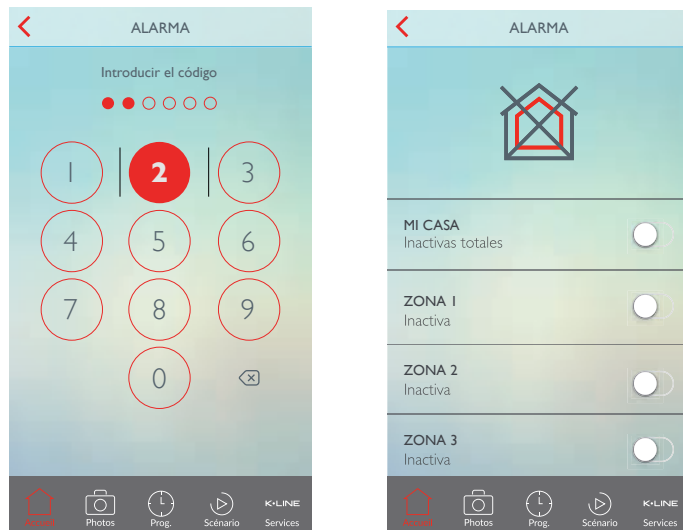 ALARMA
Introducir el código
1
2
3
4
5
6
7
8
9
0
Photos
Prog.
Scénario
K•LINE
Services
ALARMA
MI CASA
Inactivas totales
ZONA 1
Inactiva
ZONA 2
Inactiva
ZONA 3
Inactiva
Photos
Prog.
Scénario
K•LINE
Services